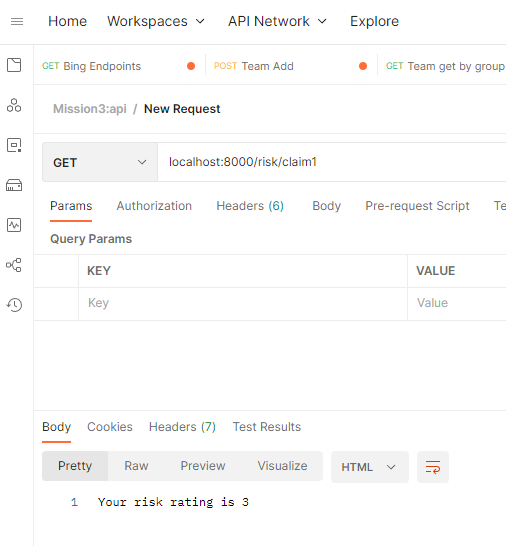 Home Workspaces API Network Explore
GET Bing Endpoints POST Team Add GET Team get by group
Mission3:api / New Request
GET localhost:8000/risk/claim1
Params Authorization Headers (6) Body Pre-request Script Te
Query Params
KEY VALUE
Key Value
Body Cookies Headers (7) Test Results
Pretty Raw Preview Visualize HTML
1 Your risk rating is 3